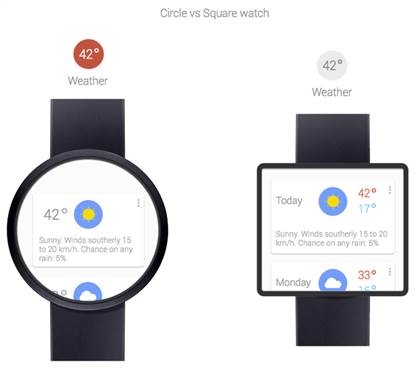 Circle vs Square watch
42°
Weather
42°
Weather
42°
Sunny. Winds southerly 15
to 20 km/h. Chance on any
rain: 5%
Today
42°
17°
Sunny. Winds southerly 15
to 20 km/h. Chance on any
rain: 5%
Monday
33°